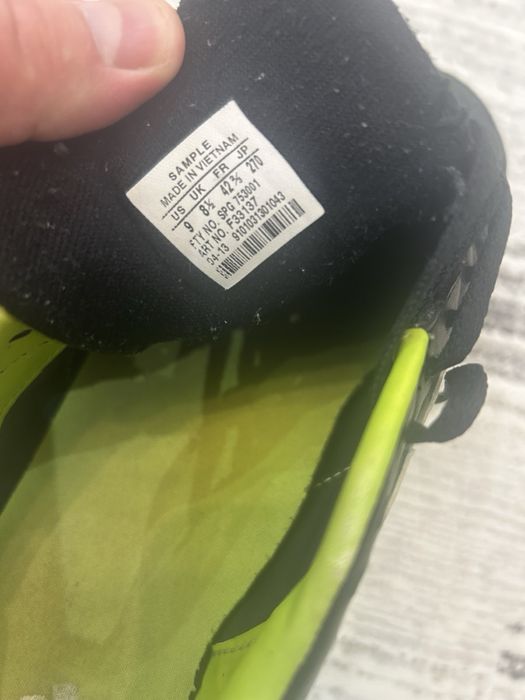 SAMPLE
MADE IN VIETNAM
US UK FR JP
9 8½ 42⅔ 270
FTY NO. SPG 753001
ART NO. F33137
04-13 9101031301043